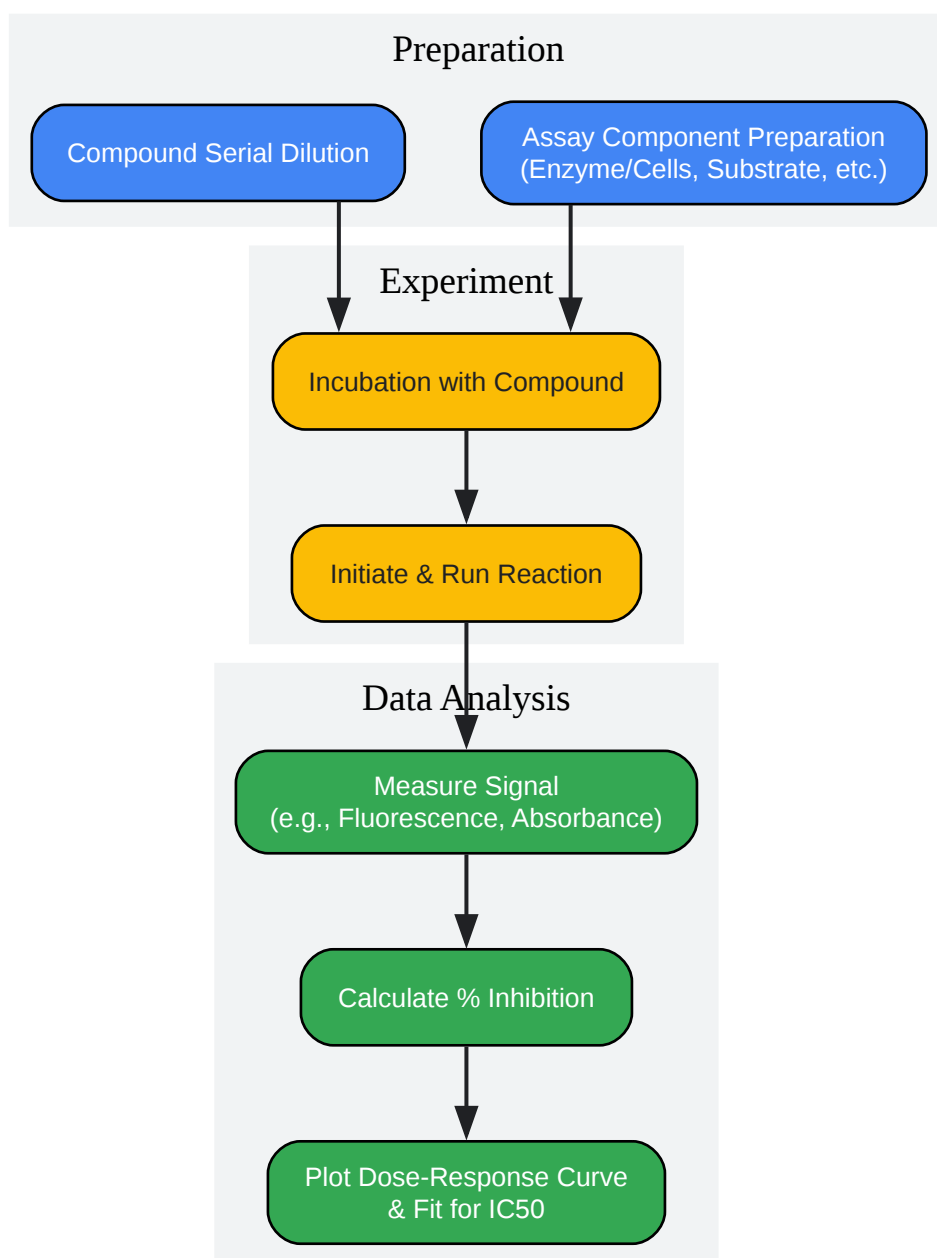 Preparation
Compound Serial Dilution
Assay Component Preparation
(Enzyme/Cells, Substrate, etc.)
Experiment
Incubation with Compound
Initiate & Run Reaction
Data Analysis
Measure Signal
(e.g., Fluorescence, Absorbance)
Calculate % Inhibition
Plot Dose-Response Curve
& Fit for IC50